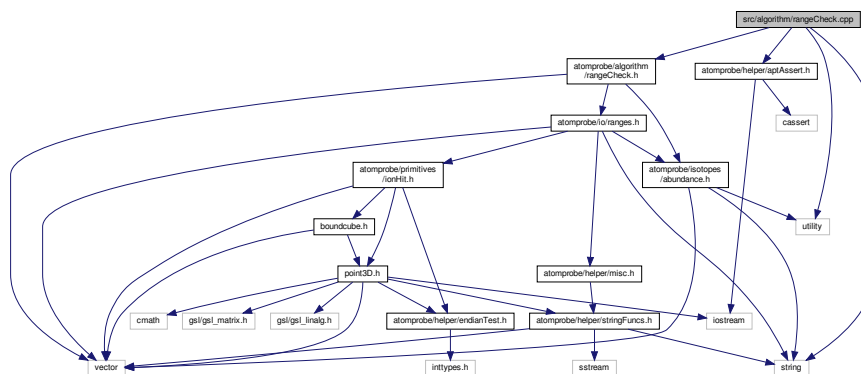 src/algorithm/rangeCheck.cpp
atomprobe/algorithm
/rangeCheck.h
atomprobe/helper/aptAssert.h
cassert
atomprobe/io/ranges.h
atomprobe/primitives
/ionHit.h
atomprobe/isotopes
/abundance.h
boundcube.h
utility
point3D.h
atomprobe/helper/misc.h
cmath
gsl/gsl_matrix.h
gsl/gsl_linalg.h
atomprobe/helper/endianTest.h
atomprobe/helper/stringFuncs.h
iostream
vector
inttypes.h
sstream
string